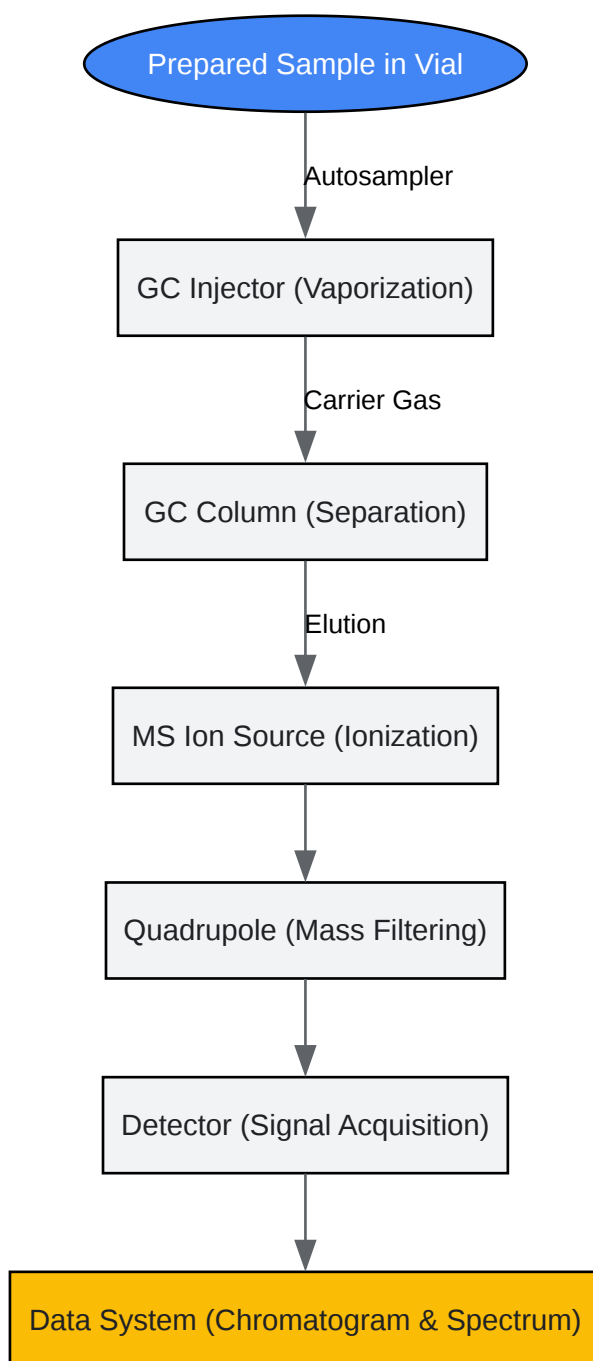 Prepared Sample in Vial
Autosampler
GC Injector (Vaporization)
Carrier Gas
GC Column (Separation)
Elution
MS Ion Source (Ionization)
Quadrupole (Mass Filtering)
Detector (Signal Acquisition)
Data System (Chromatogram & Spectrum)